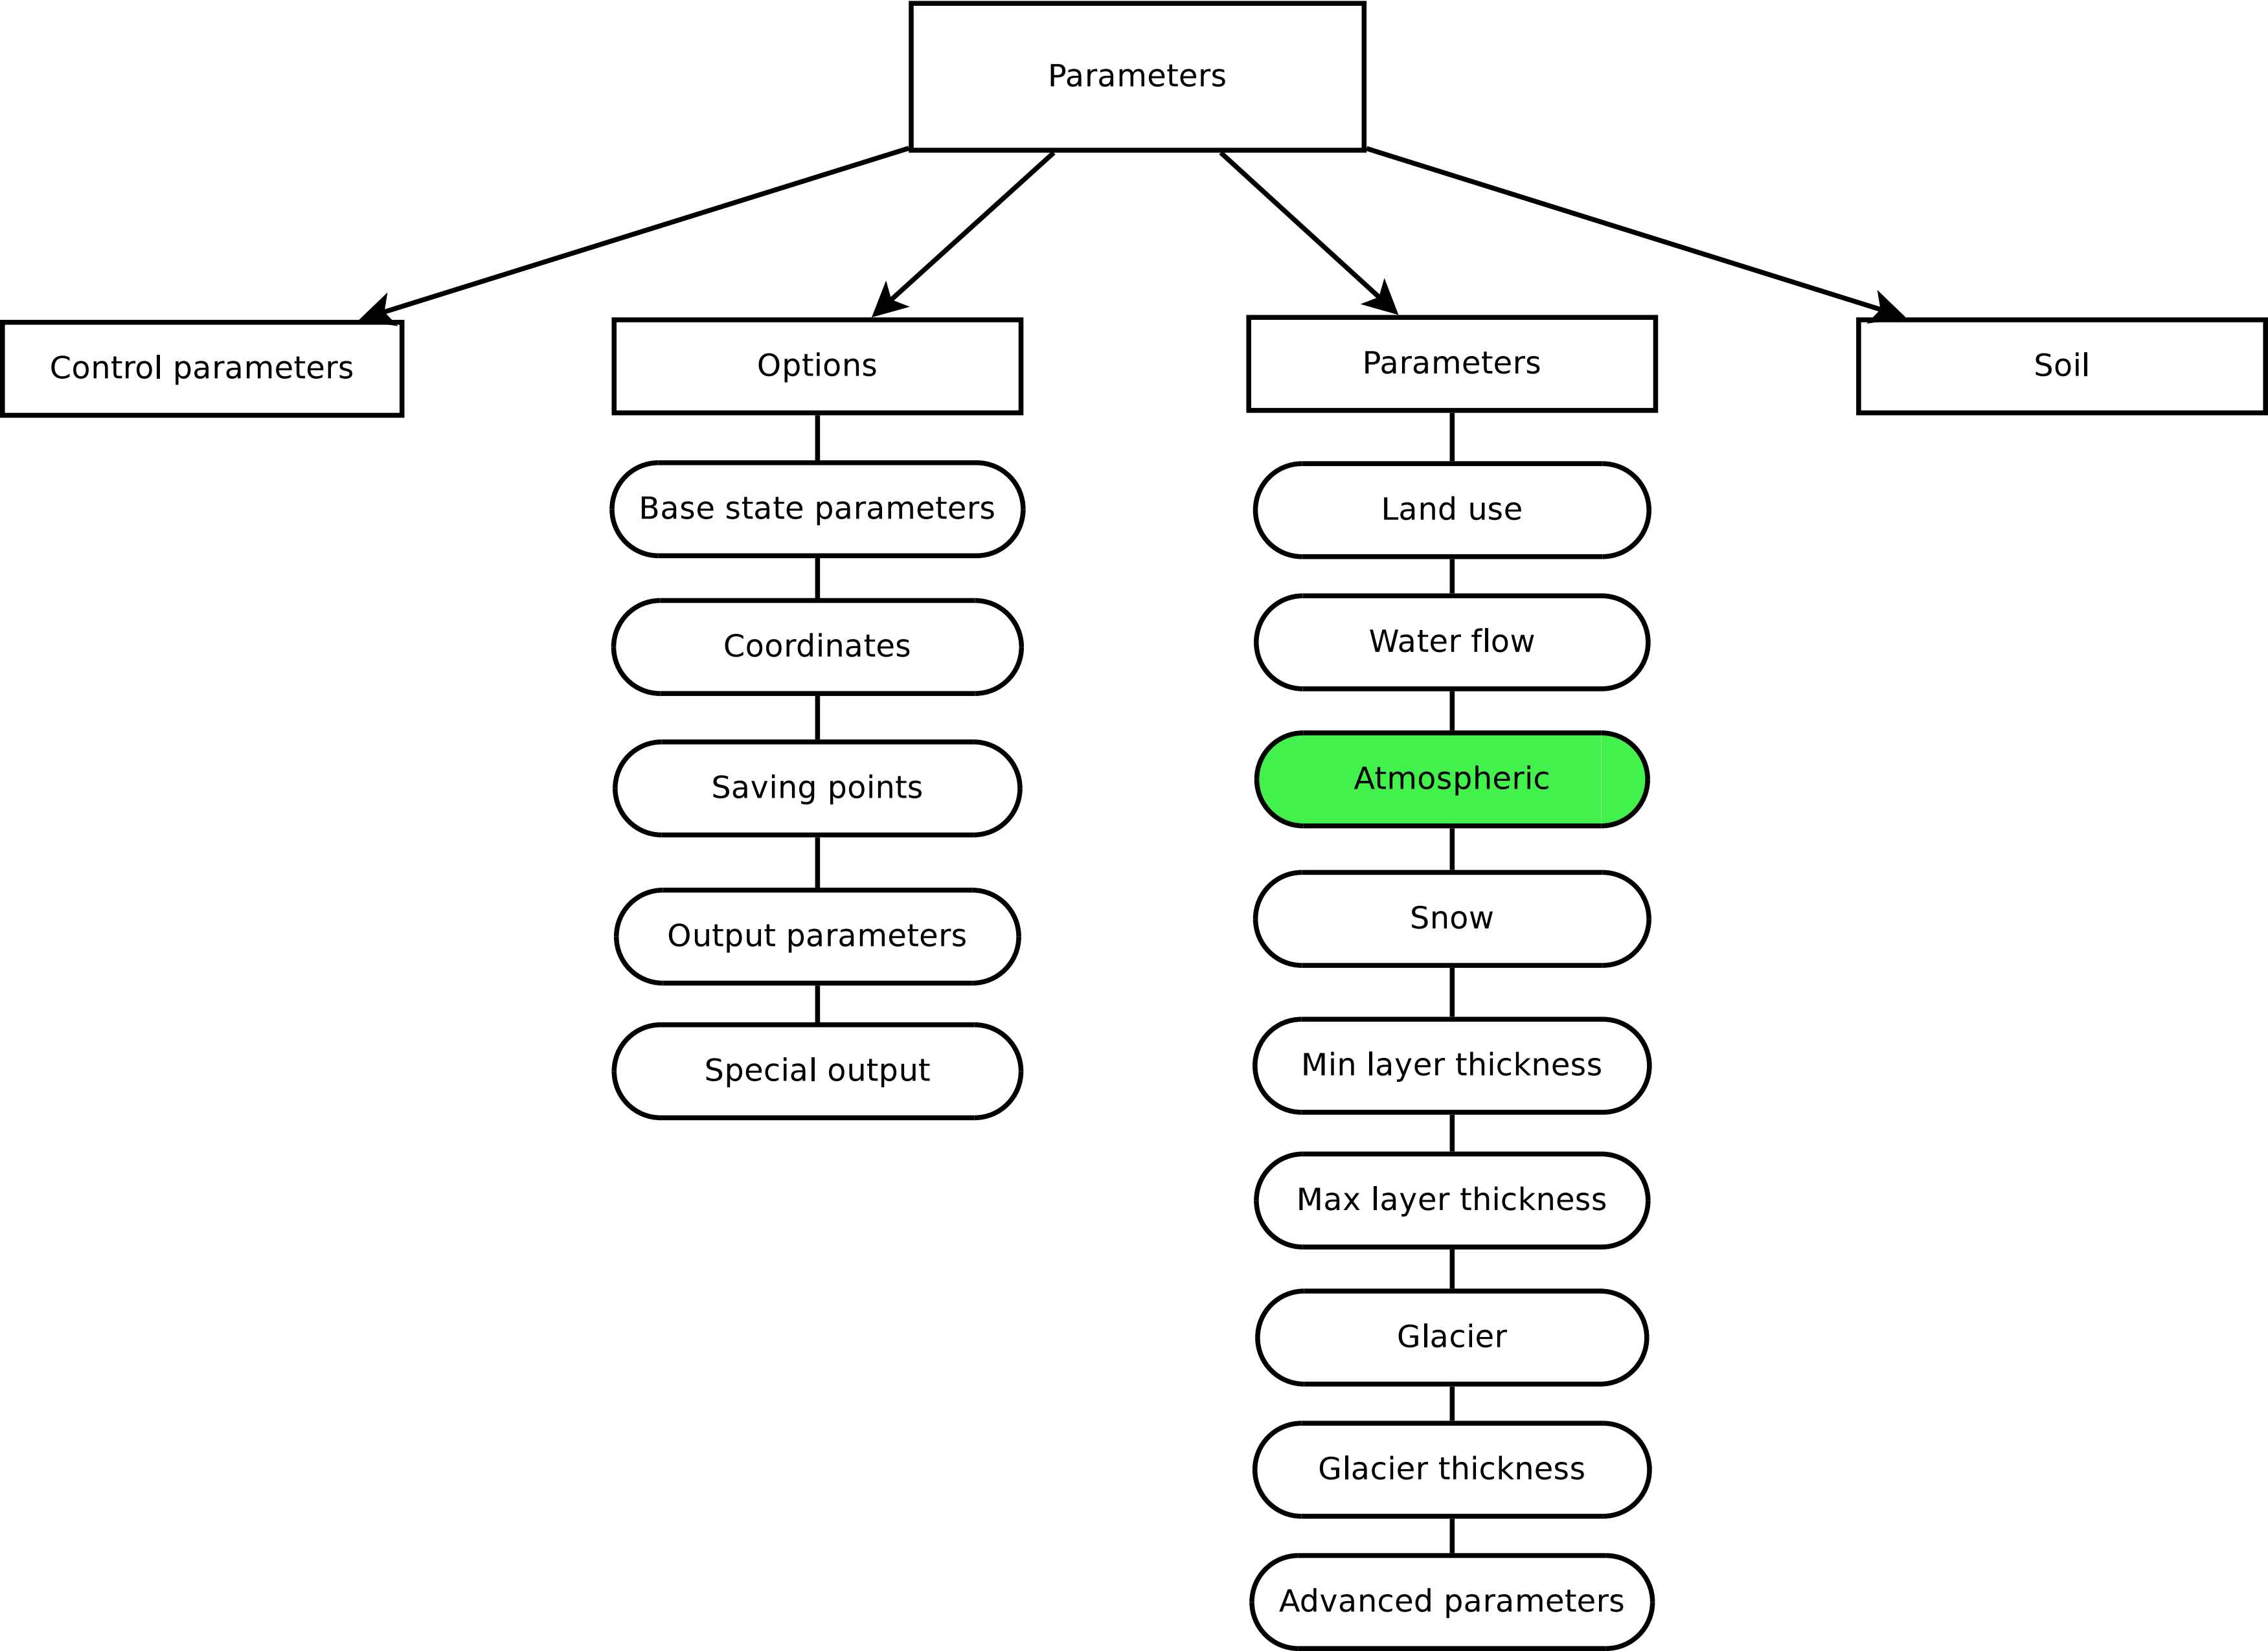 Parameters
Control parameters
Options
Parameters
Soil
Base state parameters
Coordinates
Saving points
Output parameters
Special output
Land use
Water flow
Atmospheric
Snow
Min layer thickness
Max layer thickness
Glacier
Glacier thickness
Advanced parameters